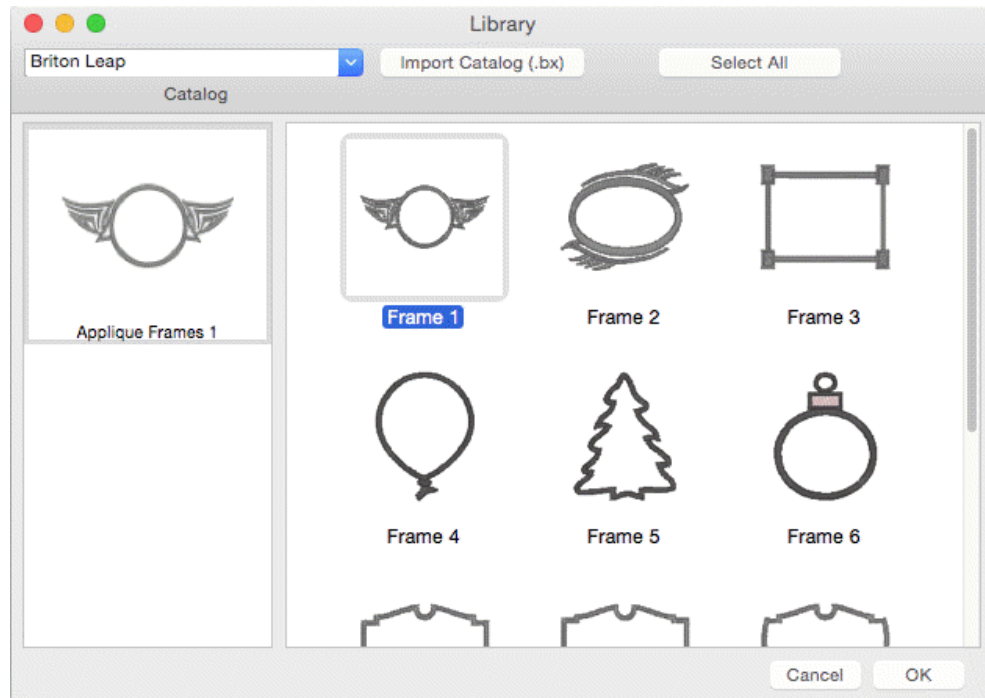 Library
Briton Leap
Import Catalog (.bx)
Select All
Catalog
Applique Frames 1
Frame 1
Frame 2
Frame 3
Frame 4
Frame 5
Frame 6
Cancel
OK